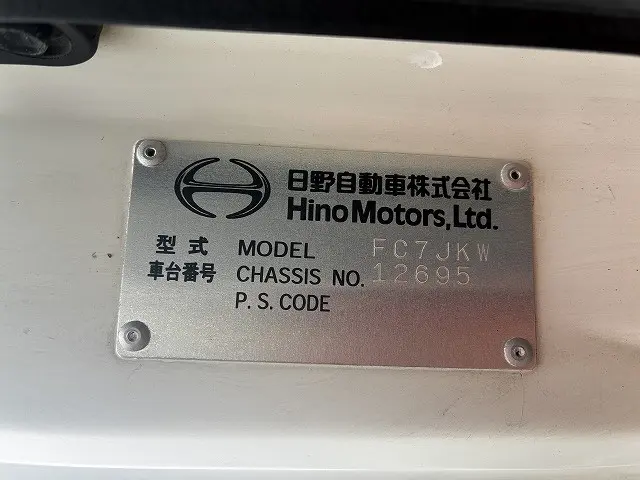 日野自動車株式会社
Hino Motors, Ltd.
型式 MODEL FC7JKW
車台番号 CHASSIS NO. 12695
P. S. CODE